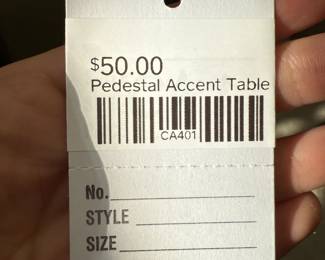 $50.00
Pedestal Accent Table
CA401
No.
STYLE
SIZE